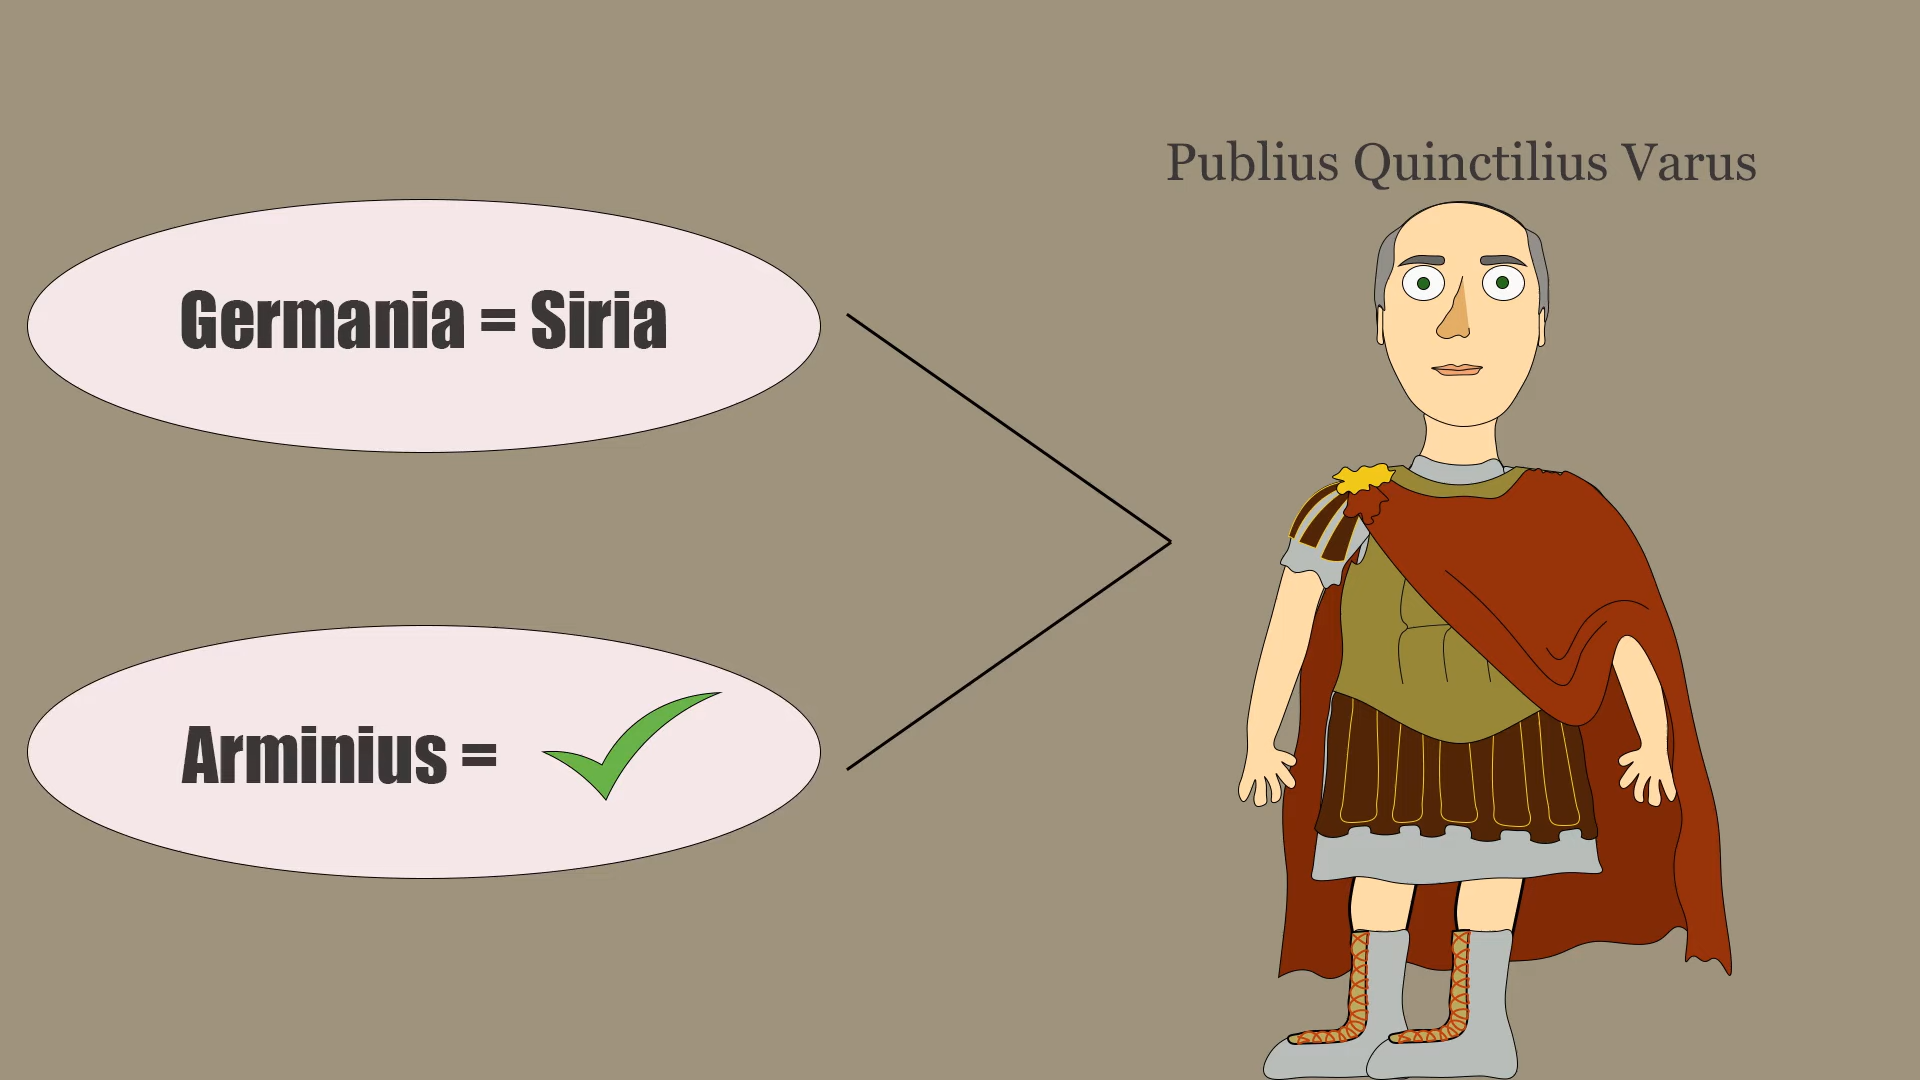 Publius Quinctilius Varus
Germania = Siria
Arminius =